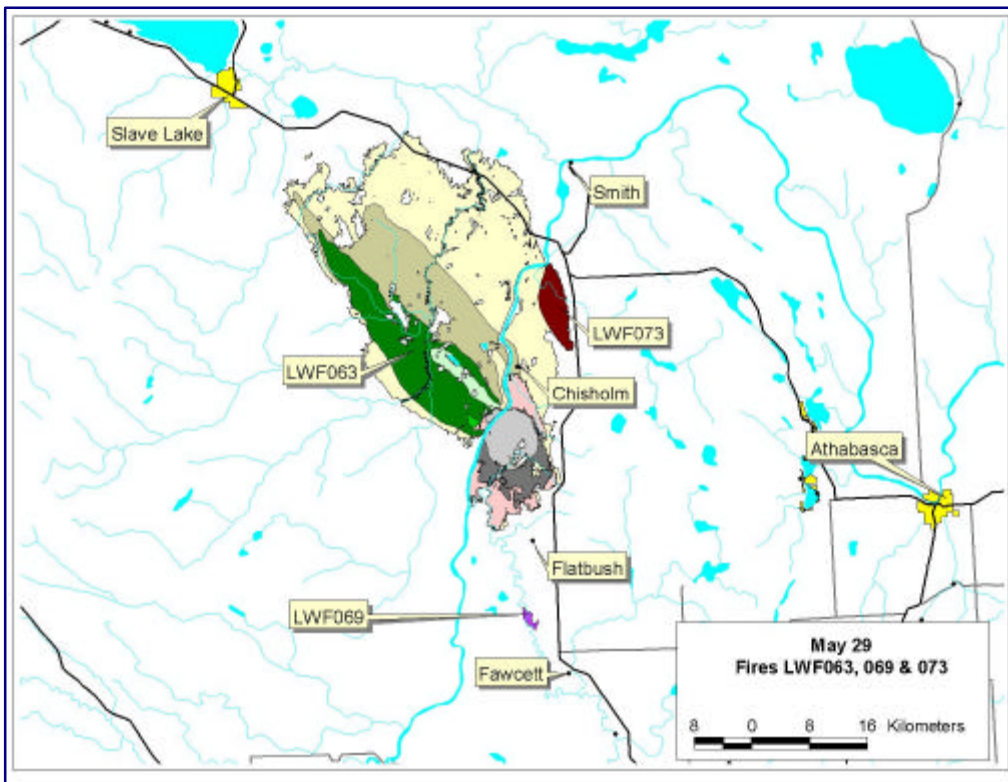 Slave Lake
Smith
LWF073
LWF063
Chisholm
Athabasca
Flatbush
LWF069
Fawcett
May 29
Fires LWF063, 069 & 073
8 0 8 16 Kilometers